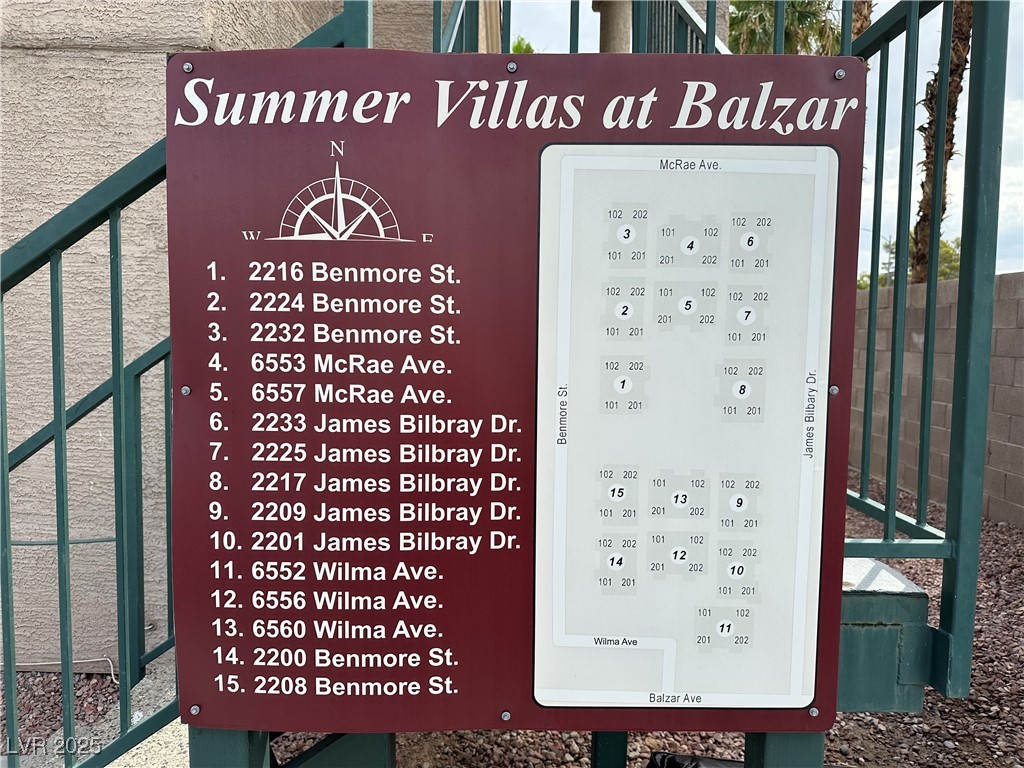 Summer Villas at Balzar
N
W E
1. 2216 Benmore St.
2. 2224 Benmore St.
3. 2232 Benmore St.
4. 6553 McRae Ave.
5. 6557 McRae Ave.
6. 2233 James Bilbray Dr.
7. 2225 James Bilbray Dr.
8. 2217 James Bilbray Dr.
9. 2209 James Bilbray Dr.
10. 2201 James Bilbray Dr.
11. 6552 Wilma Ave.
12. 6556 Wilma Ave.
13. 6560 Wilma Ave.
14. 2200 Benmore St.
15. 2208 Benmore St.
McRae Ave.
102 202
3
101 201
101 102
4
201 202
102 202
6
101 201
102 202
2
101 201
101 102
5
201 202
102 202
7
101 201
102 202
1
101 201
102 202
8
101 201
Benmore St.
James Bilbary Dr.
102 202
15
101 201
101 102
13
201 202
102 202
9
101 201
102 202
14
101 201
101 102
12
201 202
102 202
10
101 201
101 102
11
201 202
Wilma Ave
Balzar Ave
LVR 2025